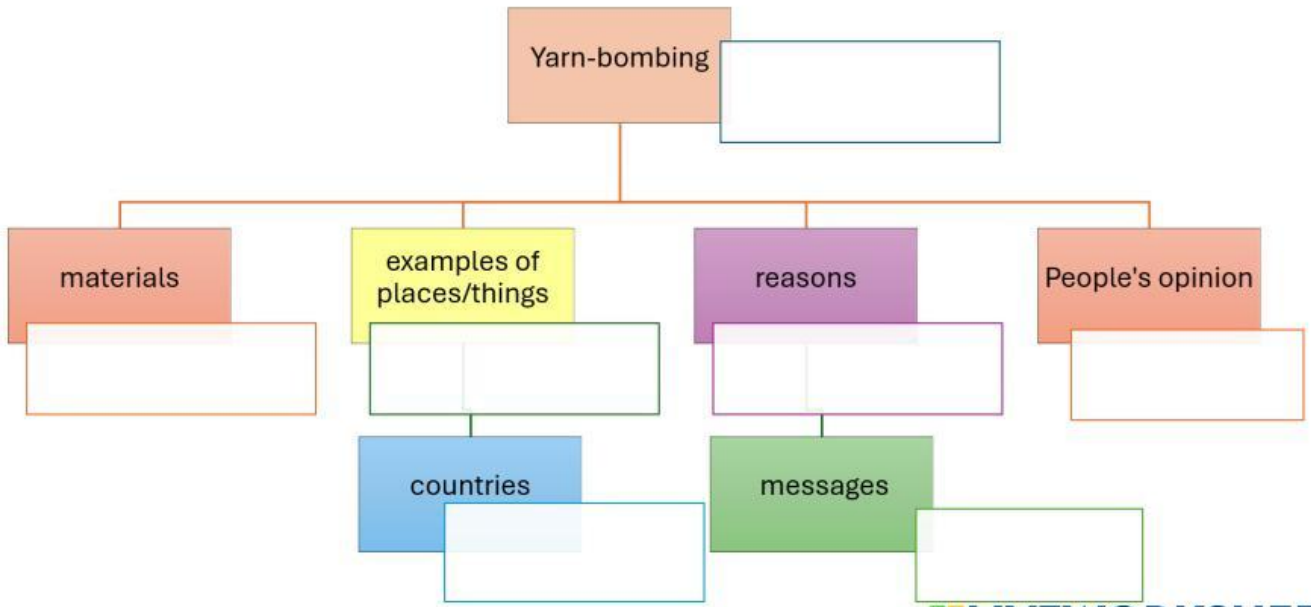 Yarn-bombing
materials
examples of
places/things
reasons
People's opinion
countries
messages